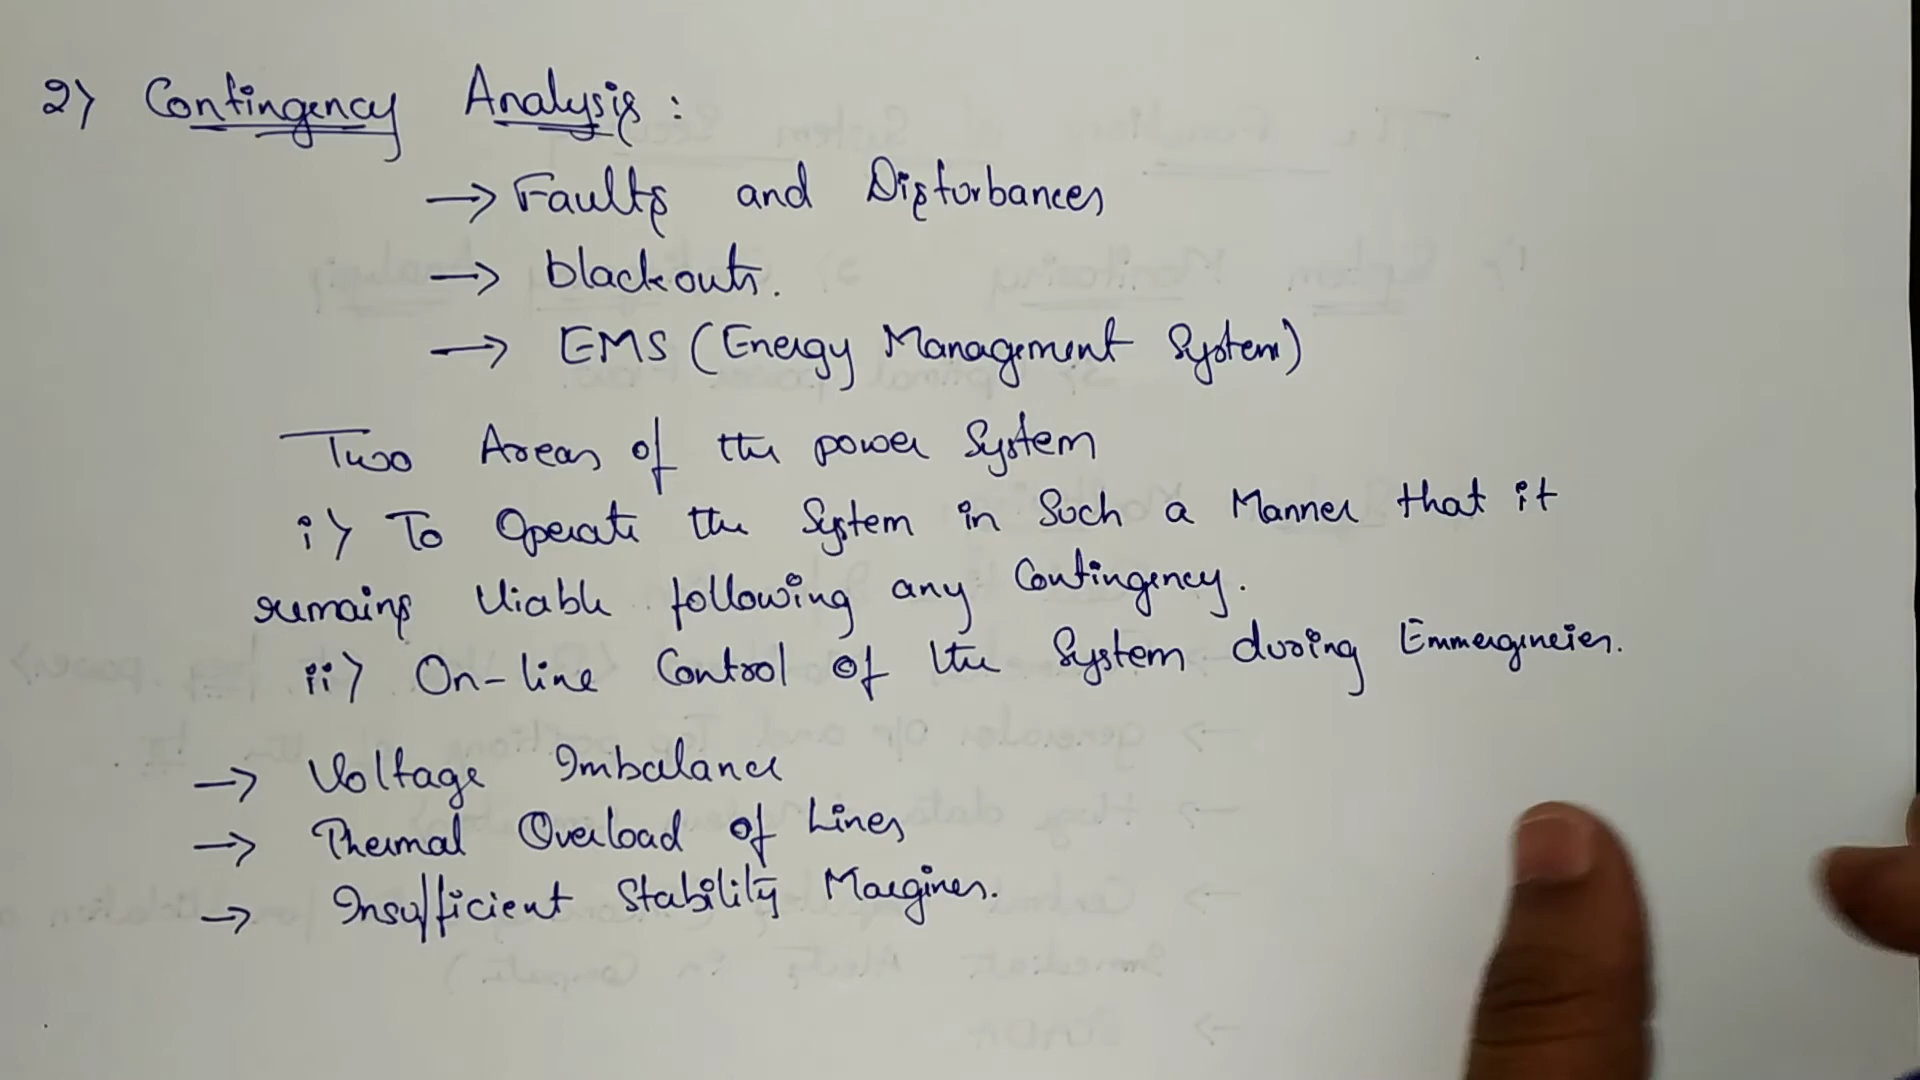 2) Contingency Analysis:
→ Faults and Disturbances
→ blackouts.
→ EMS (Energy Management System)
Two Areas of the power System
i) To Operate the System in Such a Manner that it
remains Viable following any Contingency.
ii) On-line Control of the System during Emmergencies.
→ Voltage Imbalance
→ Thermal Overload of Lines
→ Insufficient Stability Margines.